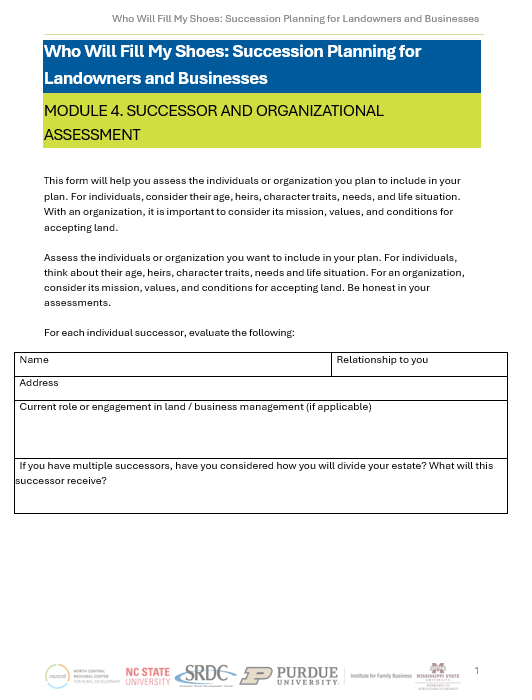 Who Will Fill My Shoes: Succession Planning for Landowners and Businesses
Who Will Fill My Shoes: Succession Planning for
Landowners and Businesses
MODULE 4. SUCCESSOR AND ORGANIZATIONAL
ASSESSMENT
This form will help you assess the individuals or organization you plan to include in your
plan. For individuals, consider their age, heirs, character traits, needs, and life situation.
With an organization, it is important to consider its mission, values, and conditions for
accepting land.
Assess the individuals or organization you want to include in your plan. For individuals,
think about their age, heirs, character traits, needs and life situation. For an organization,
consider its mission, values, and conditions for accepting land. Be honest in your
assessments.
For each individual successor, evaluate the following:
Name
Relationship to you
Address
Current role or engagement in land / business management (if applicable)
If you have multiple successors, have you considered how you will divide your estate? What will this
successor receive?
NORTH CENTRAL
REGIONAL CENTER
FOR RURAL DEVELOPMENT
NC STATE
UNIVERSITY
SRDC
PURDUE
UNIVERSITY
Institute for Family Business
MISSISSIPPI STATE
UNIVERSITY
1